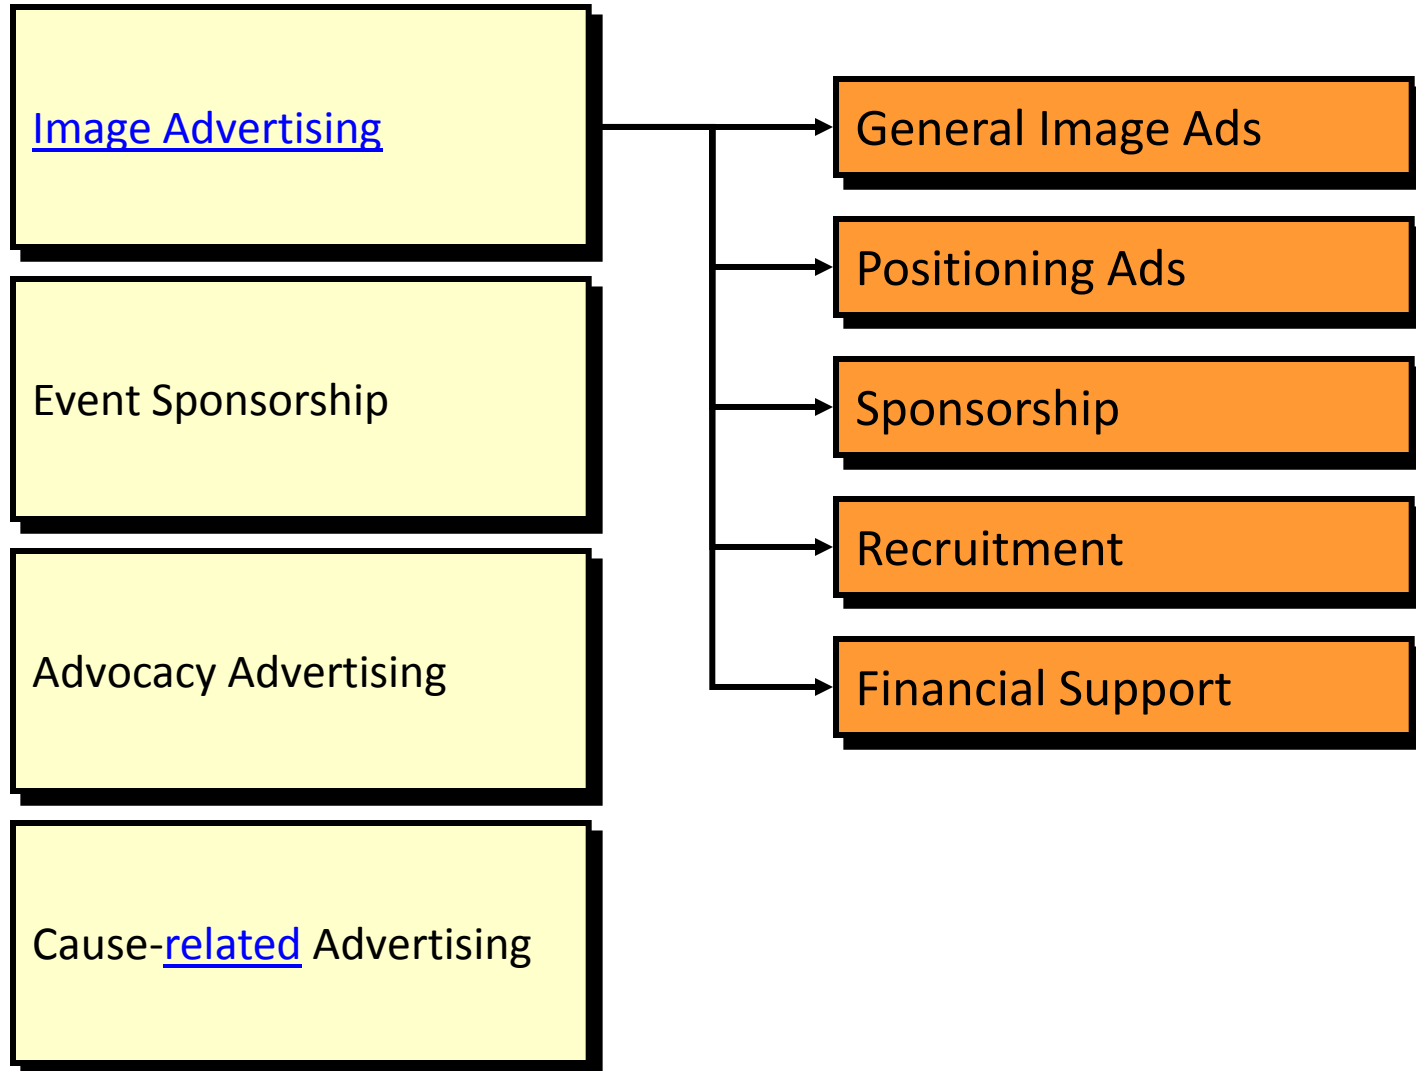 Image Advertising
Event Sponsorship
Advocacy Advertising
Cause-related Advertising
General Image Ads
Positioning Ads
Sponsorship
Recruitment
Financial Support